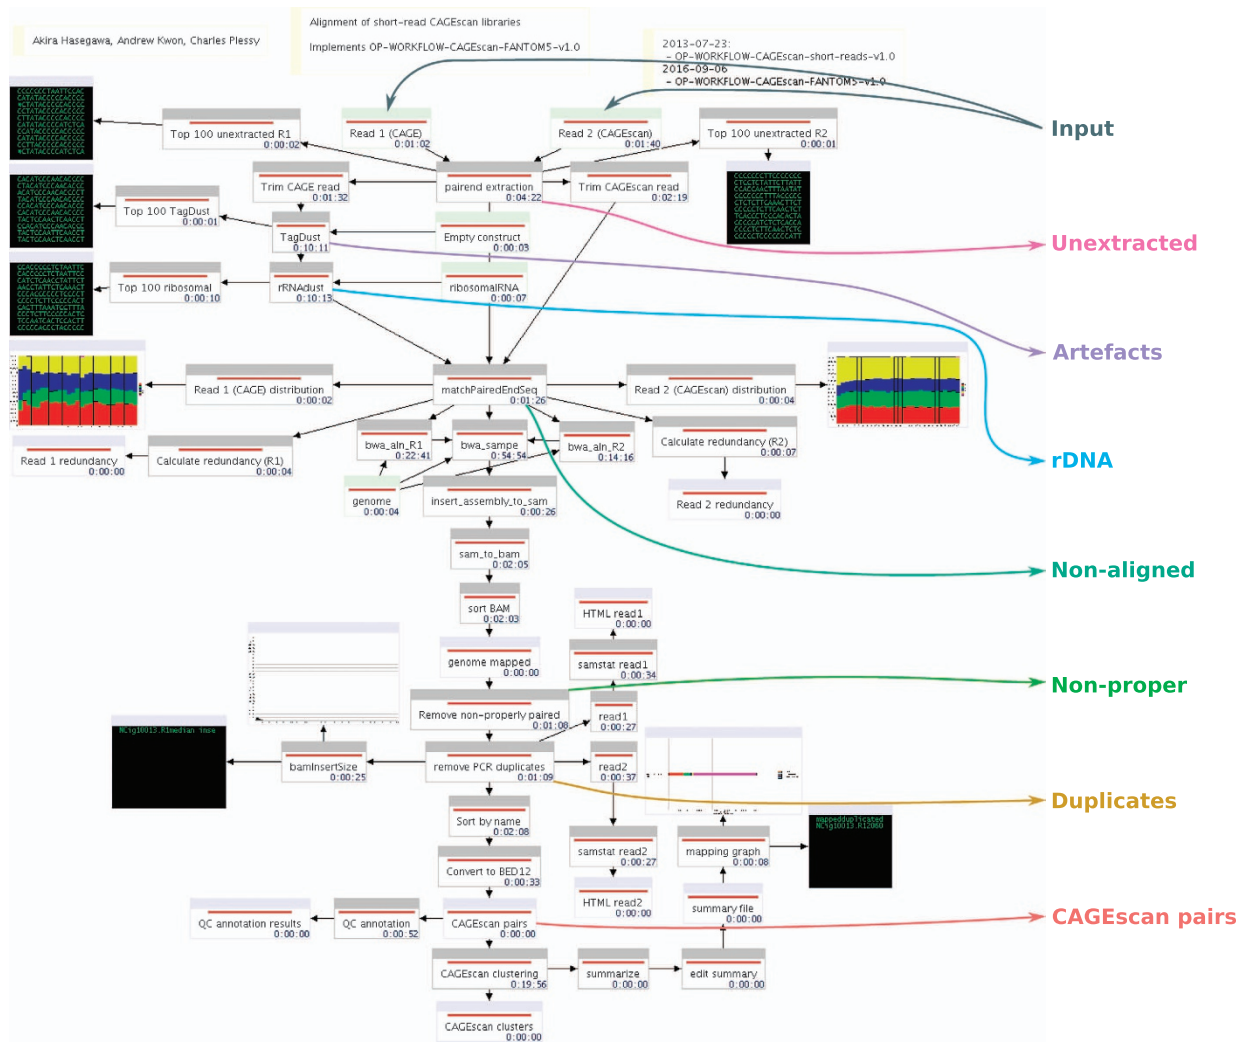 Akira Hasegawa, Andrew Kwon, Charles Plessy
Alignment of short-read CAGEscan libraries
Implements OP-WORKFLOW-CAGEscan-FANTOM5-v1.0
2013-07-23:
- OP-WORKFLOW-CAGEscan-short-reads-v1.0
2016-09-06
- OP-WORKFLOW-CAGEscan-FANTOM5-v1.0
Input
Top 100 unextracted R1
0:00:02
Read 1 (CAGE)
0:01:02
Read 2 (CAGEscan)
0:01:40
Top 100 unextracted R2
0:00:01
Trim CAGE read
0:01:32
pairend extraction
0:04:22
Trim CAGEscan read
0:02:19
Top 100 TagDust
0:00:01
TagDust
0:10:11
Empty construct
0:00:03
Unextracted
Top 100 ribosomal
0:00:10
rRNAdust
0:10:13
ribosomalRNA
0:00:07
Artefacts
Read 1 (CAGE) distribution
0:00:02
matchPairedEndSeq
0:01:26
Read 2 (CAGEscan) distribution
0:00:04
Read 1 redundancy
0:00:00
Calculate redundancy (R1)
0:00:04
bwa_aln_R1
0:22:41
bwa_sampe
0:54:54
bwa_aln_R2
0:14:16
Calculate redundancy (R2)
0:00:07
rDNA
genome
0:00:04
insert_assembly_to_sam
0:00:26
Read 2 redundancy
0:00:00
sam_to_bam
0:02:05
Non-aligned
sort BAM
0:02:03
HTML read1
0:00:00
genome mapped
0:00:00
samstat read1
0:00:34
Non-proper
Remove non-properly paired
0:01:08
read1
0:00:27
NCig10013.R1median inse
bamInsertSize
0:00:25
remove PCR duplicates
0:01:09
read2
0:00:37
Duplicates
Sort by name
0:02:08
samstat read2
0:00:27
mapping graph
0:00:08
mappedduplicated
NCig10013.R12060
Convert to BED12
0:00:33
HTML read2
0:00:00
summary file
0:00:00
QC annotation results
0:00:00
QC annotation
0:00:52
CAGEscan pairs
0:00:00
CAGEscan pairs
CAGEscan clustering
0:19:56
summarize
0:00:00
edit summary
0:00:00
CAGEscan clusters
0:00:00